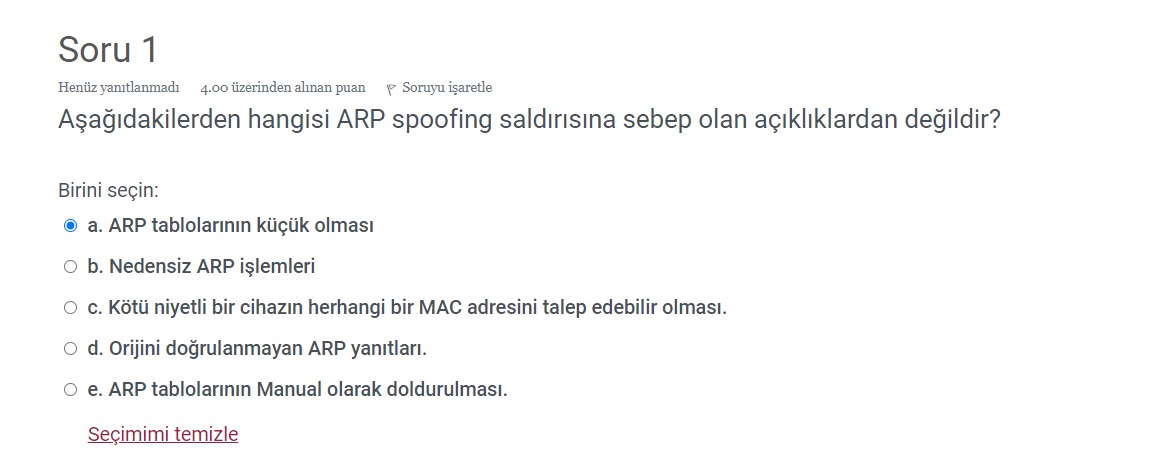 Soru 1
Henüz yanıtlanmadı 4.00 üzerinden alınan puan Soruyu işaretle
Aşağıdakilerden hangisi ARP spoofing saldırısına sebep olan açıklıklardan değildir?
Birini seçin:
a. ARP tablolarının küçük olması
b. Nedensiz ARP işlemleri
c. Kötü niyetli bir cihazın herhangi bir MAC adresini talep edebilir olması.
d. Orijini doğrulanmayan ARP yanıtları.
e. ARP tablolarının Manual olarak doldurulması.
Seçimimi temizle